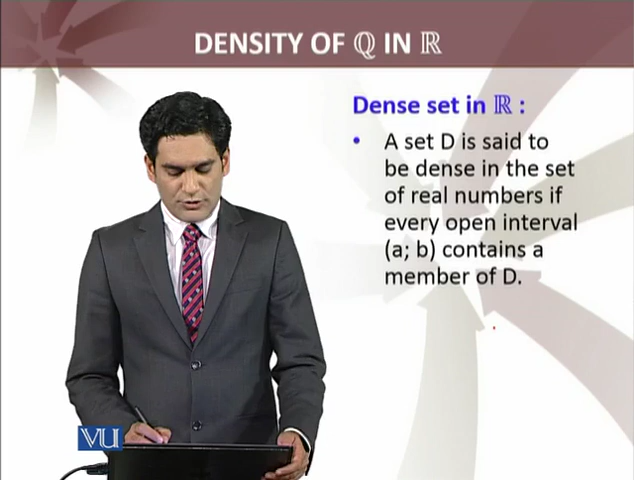 DENSITY OF ℚ IN ℝ
Dense set in ℝ :
• A set D is said to
be dense in the set
of real numbers if
every open interval
(a; b) contains a
member of D.
VU